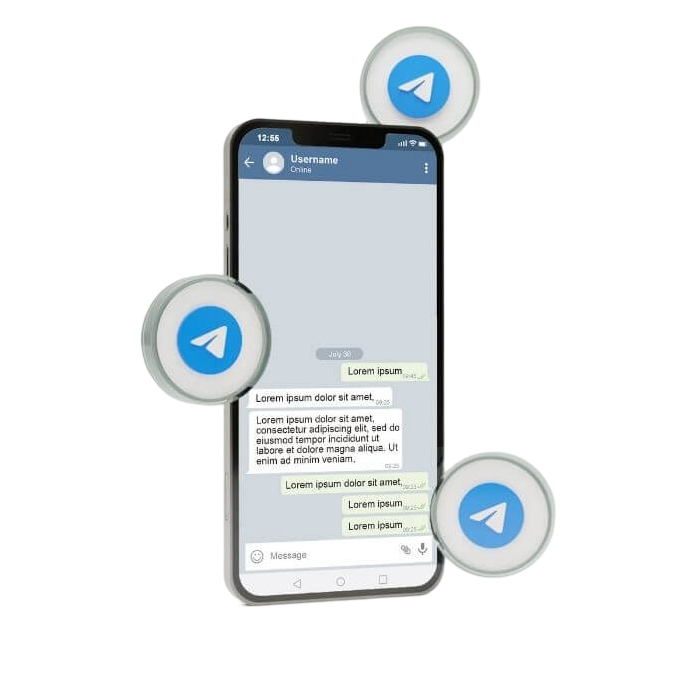 12:55
Username
Online
July 30
Lorem ipsum
Lorem ipsum dolor sit amet,
09:25
Lorem ipsum dolor sit amet,
consectetur adipiscing elit, sed do
eiusmod tempor incididunt ut
labore et dolore magna aliqua. Ut
enim ad minim veniam,
09:25
Lorem ipsum dolor sit amet,
09:25
Lorem ipsum
09:25
Lorem ipsum
09:25
Message